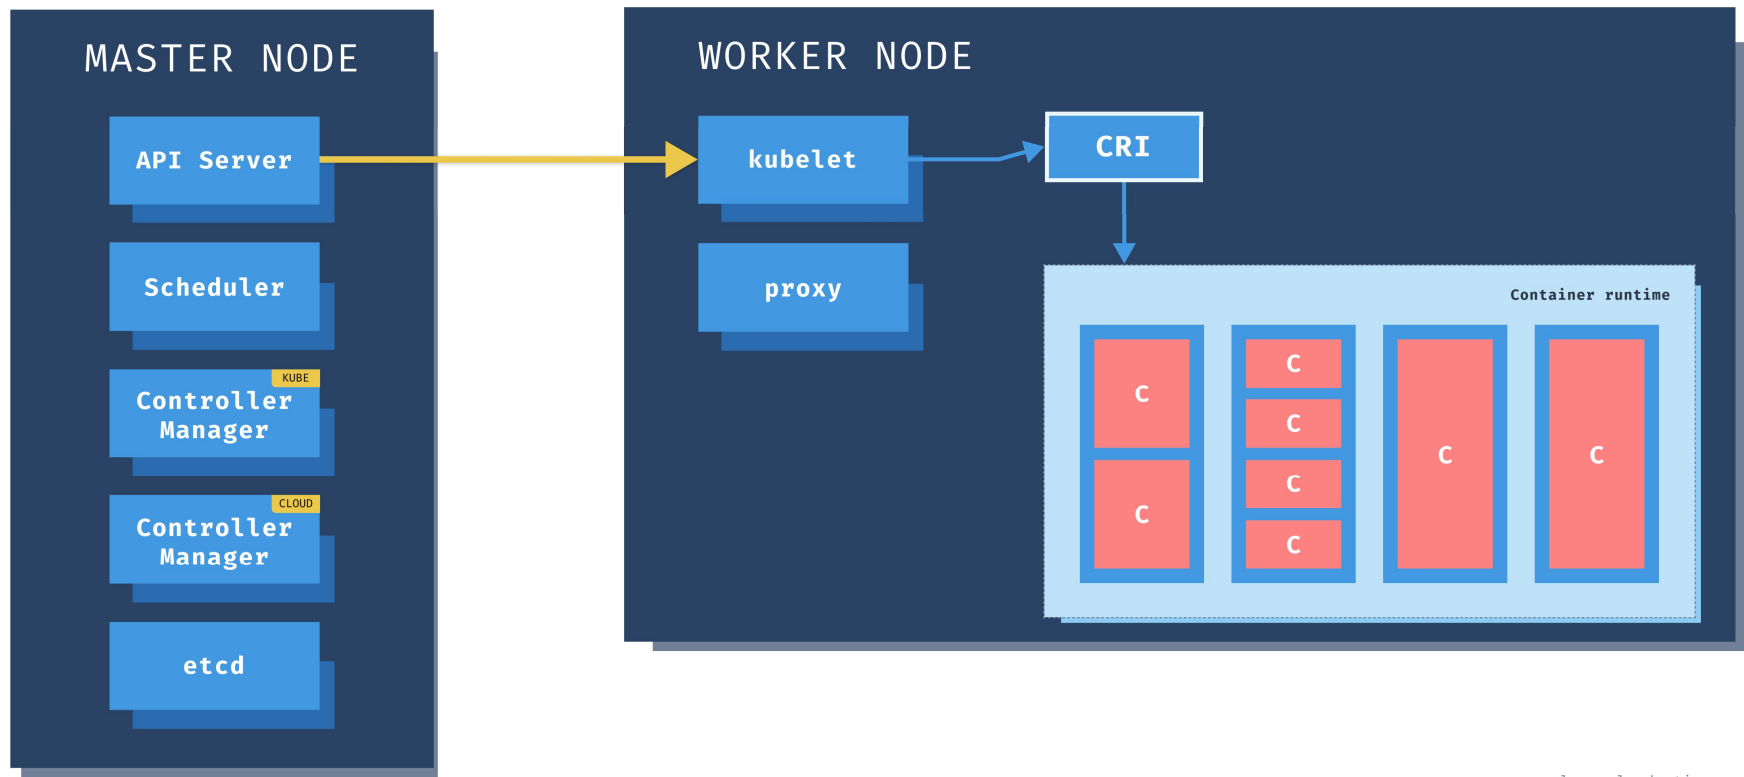 MASTER NODE
API Server
Scheduler
KUBE
Controller
Manager
CLOUD
Controller
Manager
etcd
WORKER NODE
kubelet
CRI
proxy
Container runtime
C
C
C
C
C
C
C
C